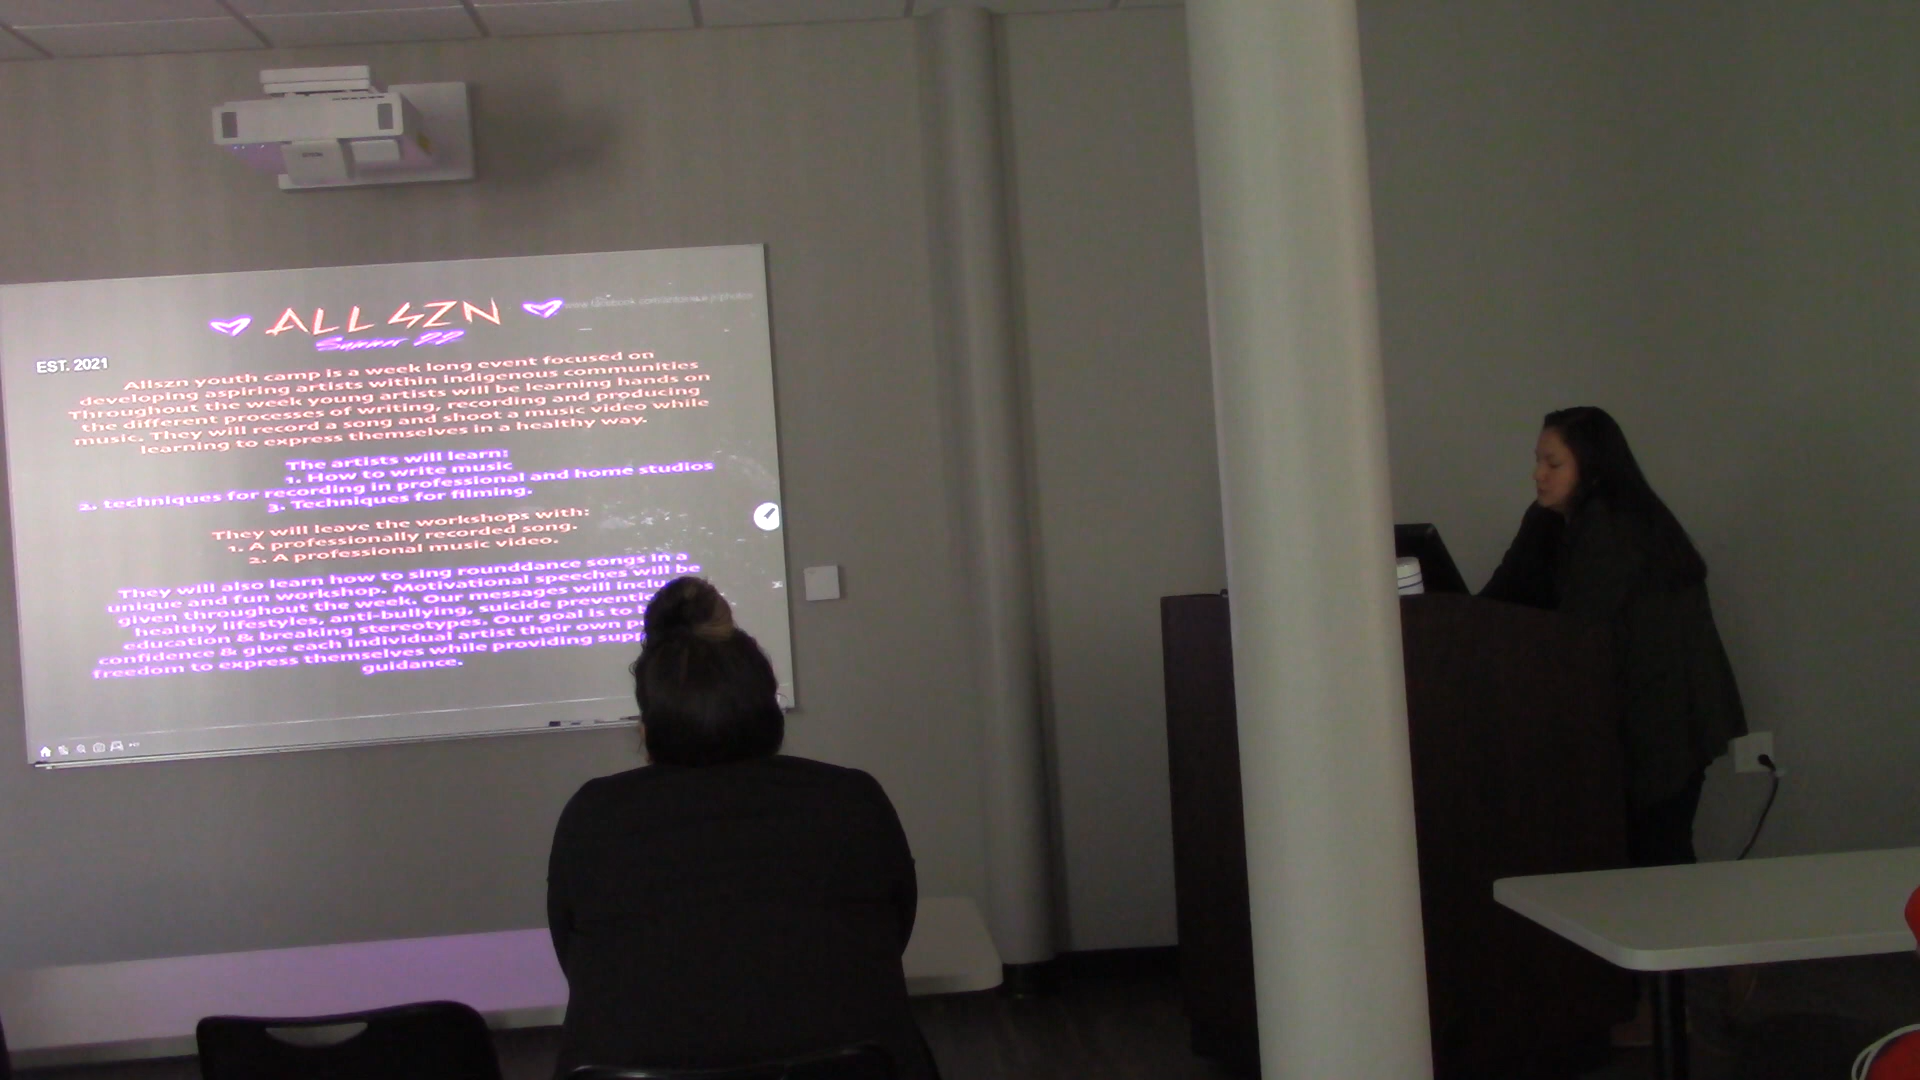 EPSON
ALL SZN
Summer 22
EST. 2021
Allszn youth camp is a week long event focused on
developing aspiring artists within indigenous communities
Throughout the week young artists will be learning hands on
the different processes of writing, recording and producing
music. They will record a song and shoot a music video while
learning to express themselves in a healthy way.
The artists will learn:
1. How to write music
2. techniques for recording in professional and home studios
3. Techniques for filming.
They will leave the workshops with:
1. A professionally recorded song.
2. A professional music video.
They will also learn how to sing rounddance songs in a
unique and fun workshop. Motivational speeches will be
given throughout the week. Our messages will
healthy lifestyles, anti-bullying, suicide
education & breaking stereotypes. Our goal is to
confidence & give each individual artist their own
freedom to express themselves while providing
guidance.